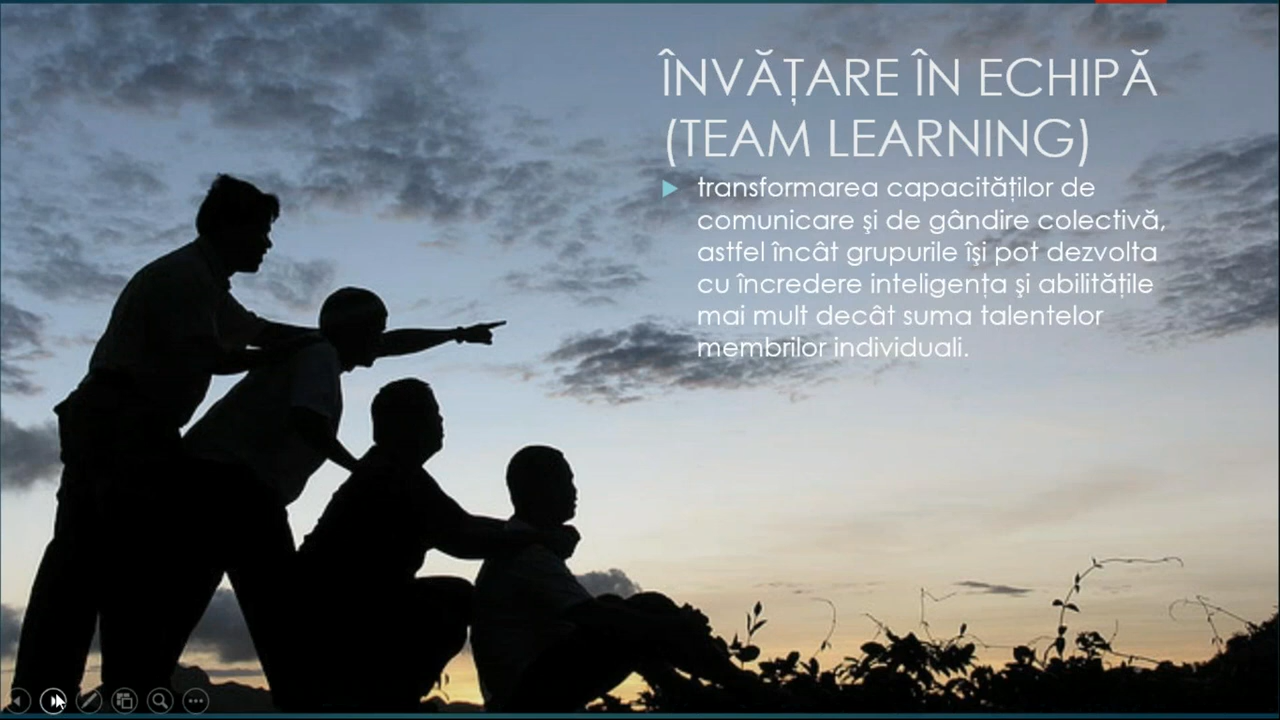 ÎNVĂȚARE ÎN ECHIPĂ
(TEAM LEARNING)
transformarea capacităților de
comunicare şi de gândire colectivă,
astfel încât grupurile îşi pot dezvolta
cu încredere inteligența şi abilitățile
mai mult decât suma talentelor
membrilor individuali.